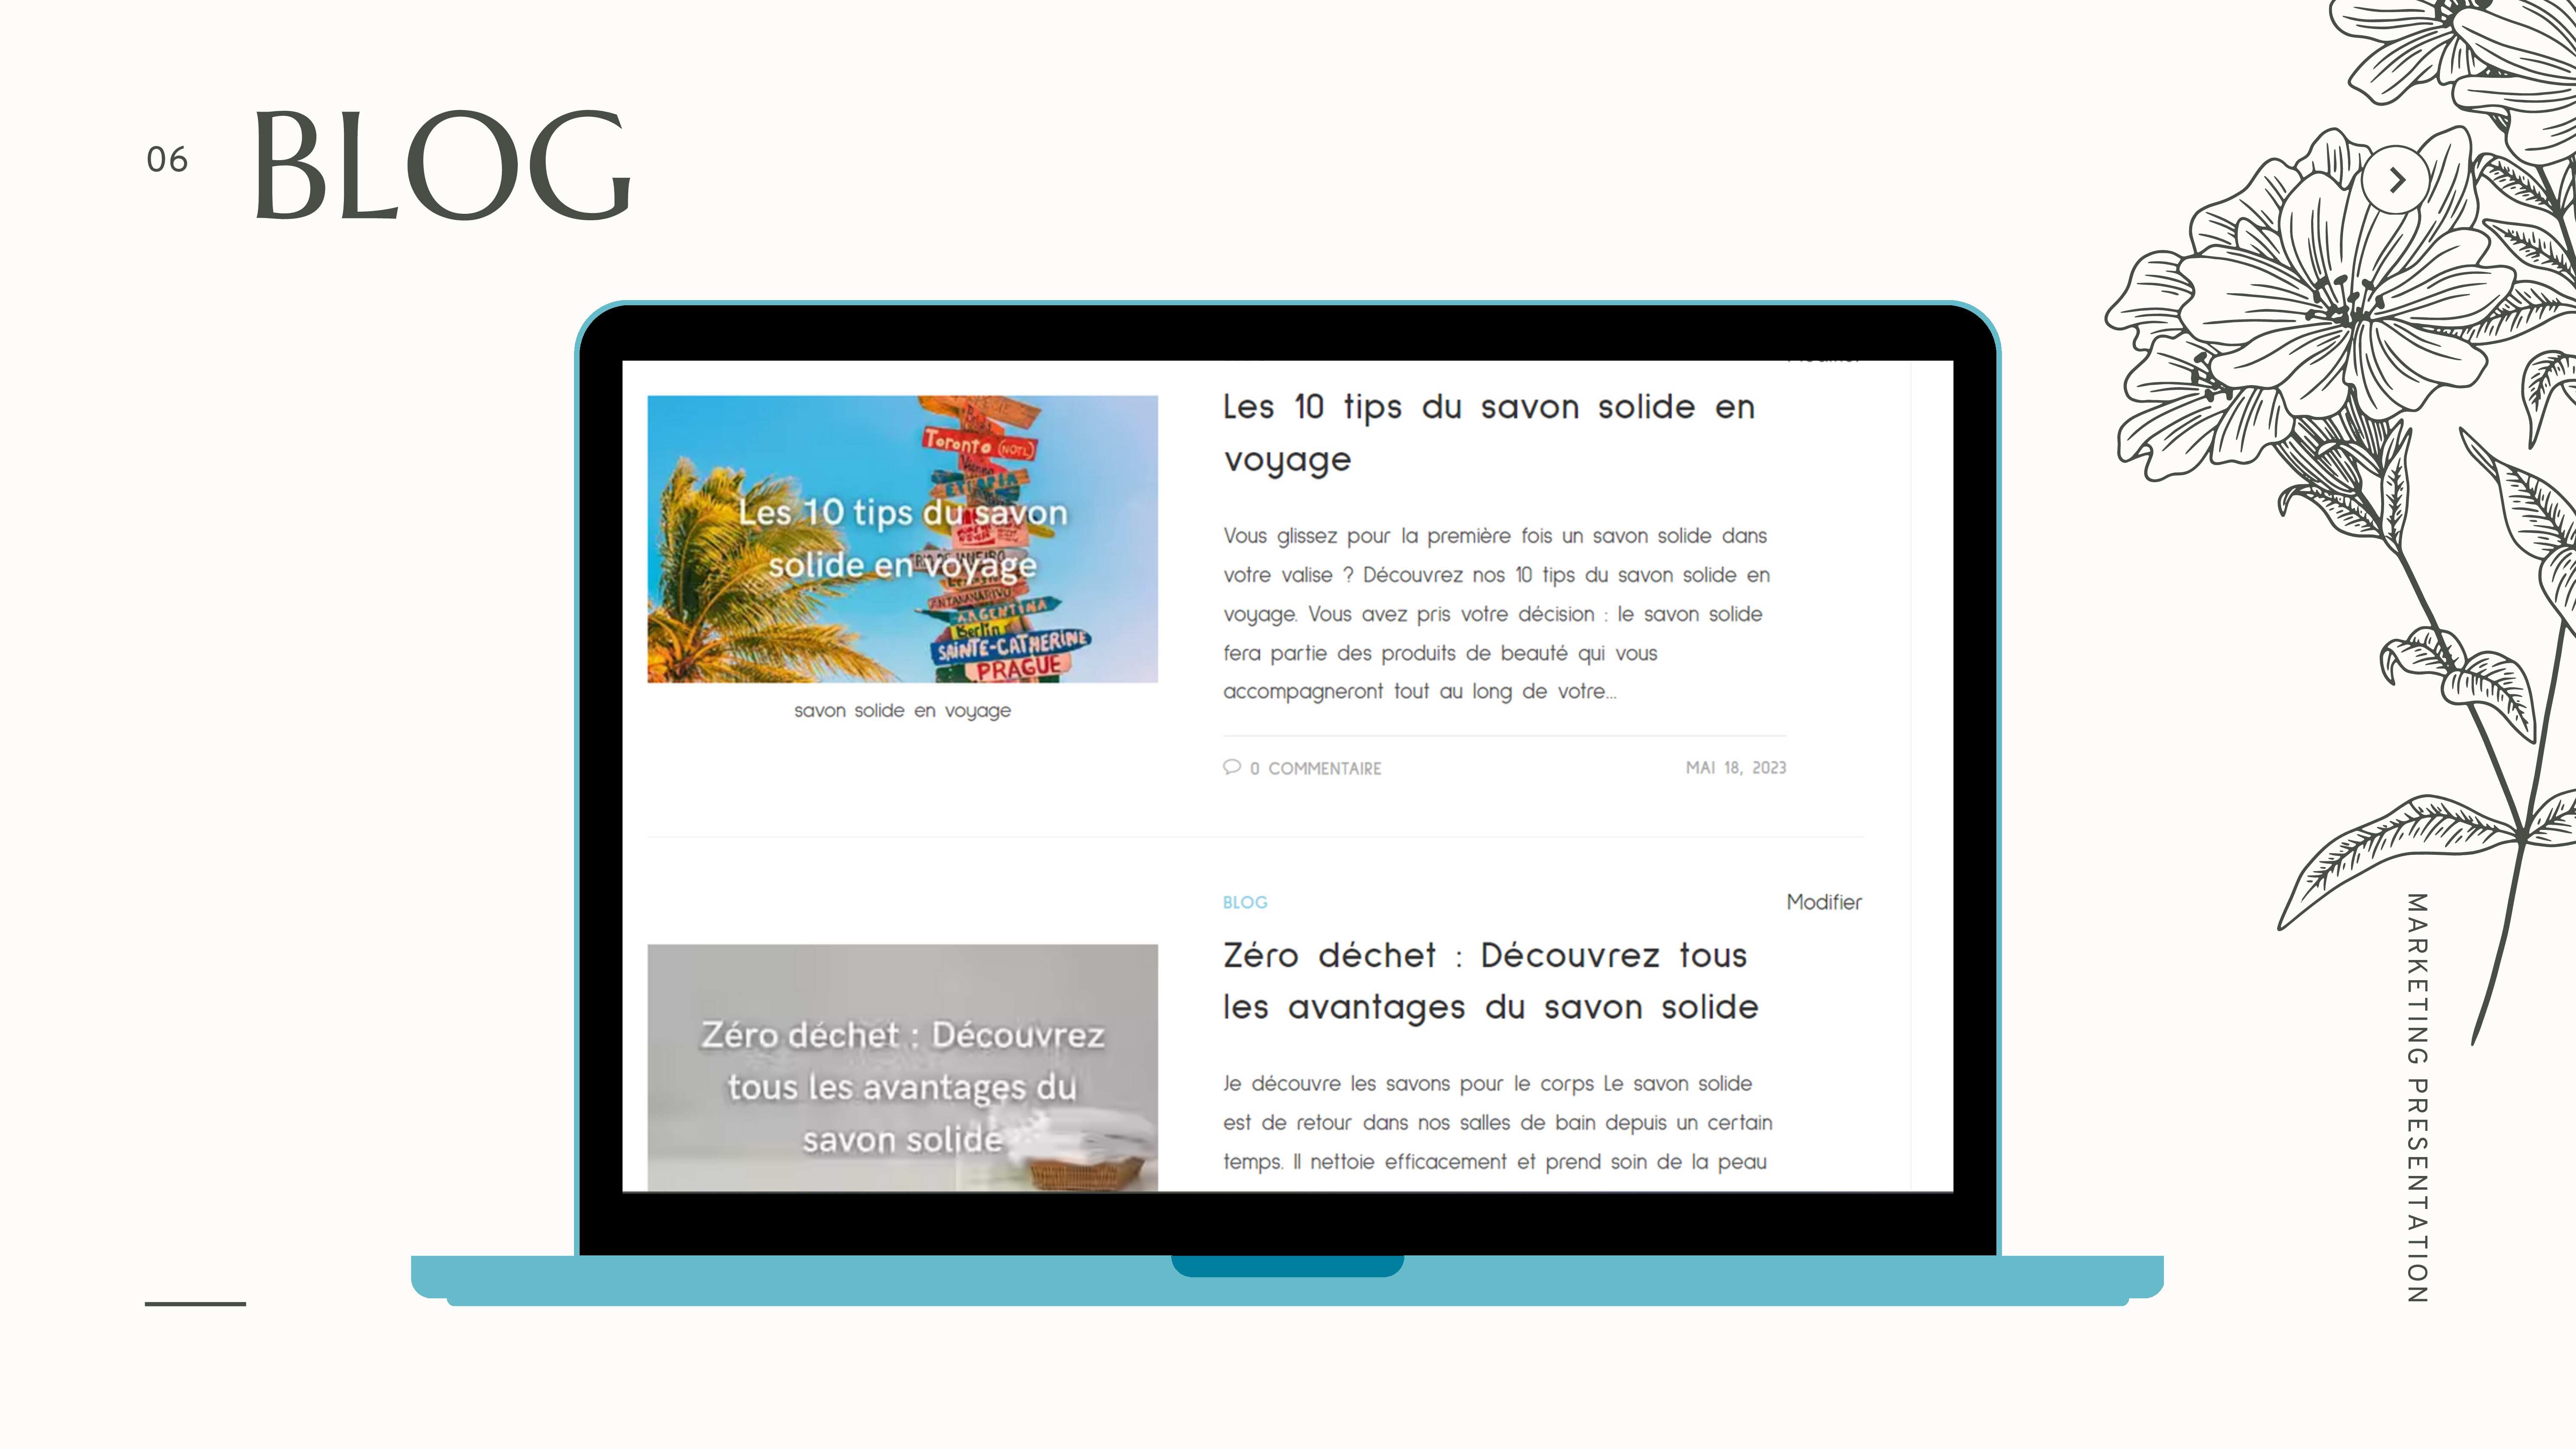 06
BLOG
Toronto (NOTL)
Les 10 tips du savon
solide en voyage
ANTANANARIVO
ARGENTINA
Berlin
SAINTE-CATHERINE
PRAGUE
savon solide en voyage
Les 10 tips du savon solide en
voyage
Vous glissez pour la première fois un savon solide dans
votre valise ? Découvrez nos 10 tips du savon solide en
voyage. Vous avez pris votre décision : le savon solide
fera partie des produits de beauté qui vous
accompagneront tout au long de votre...
0 COMMENTAIRE
MAI 18, 2023
BLOG
Modifier
Zéro déchet : Découvrez
tous les avantages du
savon solide
Zéro déchet : Découvrez tous
les avantages du savon solide
Je découvre les savons pour le corps Le savon solide
est de retour dans nos salles de bain depuis un certain
temps. Il nettoie efficacement et prend soin de la peau
MARKETING PRESENTATION